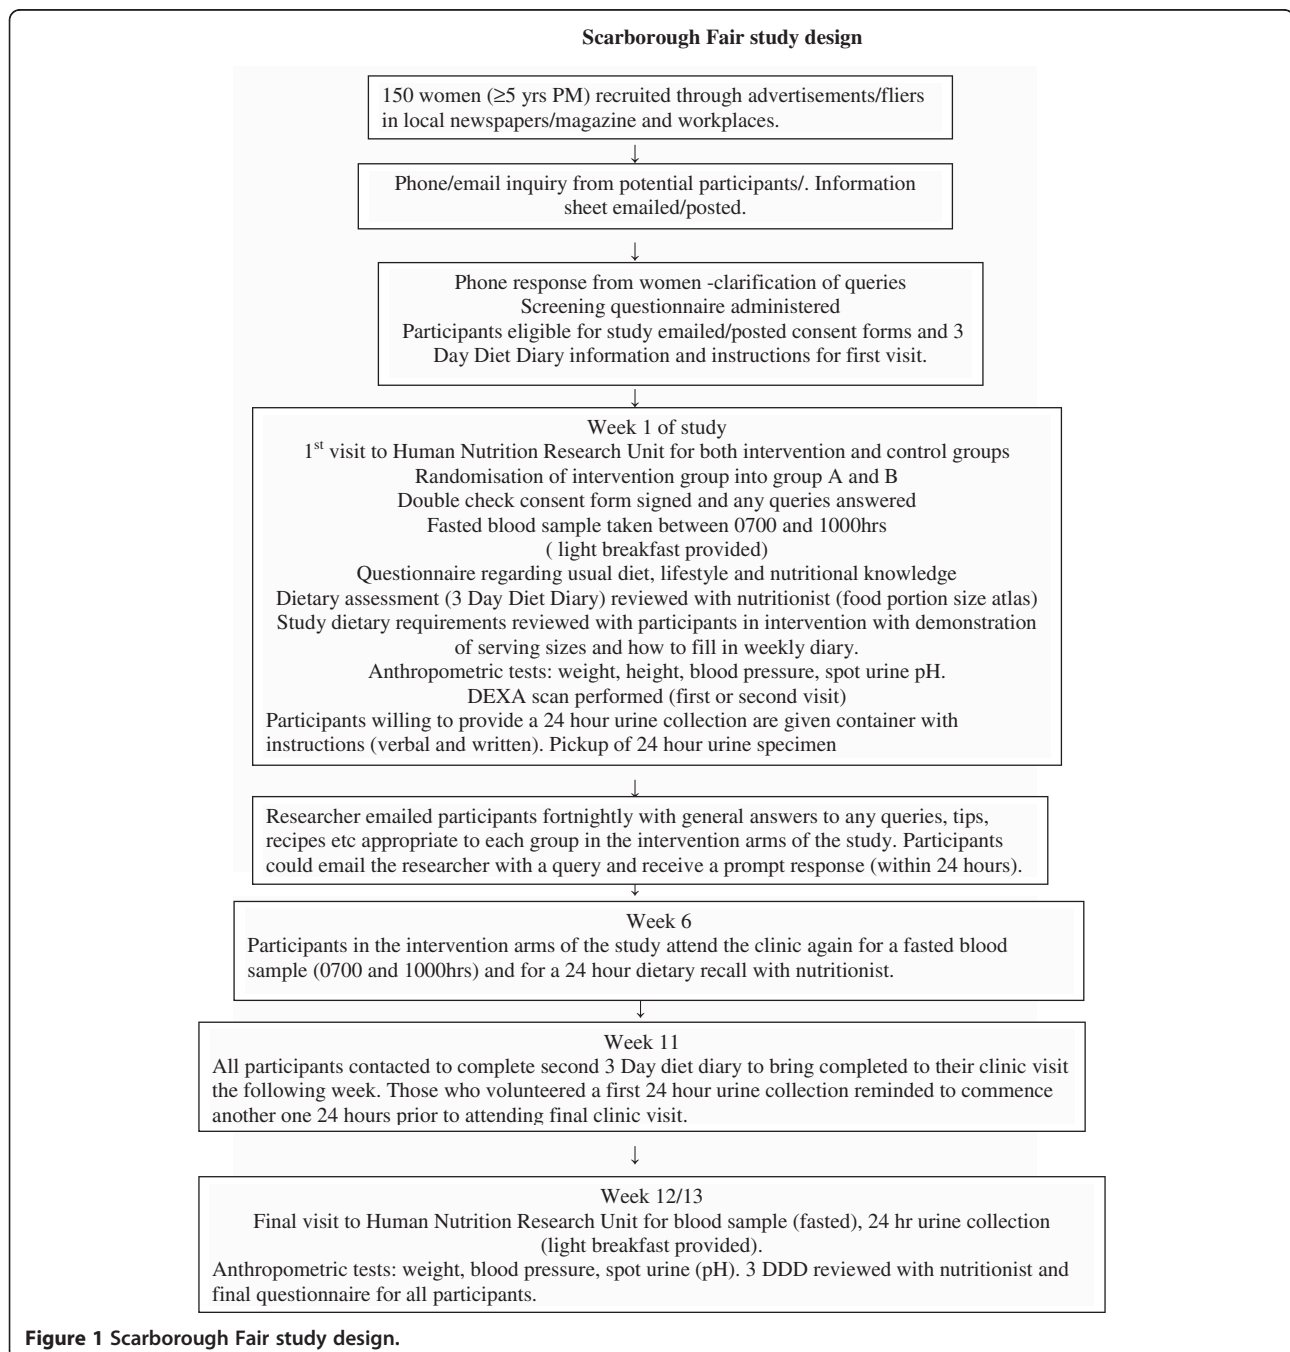 Scarborough Fair study design
150 women (≥5 yrs PM) recruited through advertisements/fliers
in local newspapers/magazine and workplaces.
↓
Phone/email inquiry from potential participants/. Information
sheet emailed/posted.
↓
Phone response from women -clarification of queries
Screening questionnaire administered
Participants eligible for study emailed/posted consent forms and 3
Day Diet Diary information and instructions for first visit.
↓
Week 1 of study
1st visit to Human Nutrition Research Unit for both intervention and control groups
Randomisation of intervention group into group A and B
Double check consent form signed and any queries answered
Fasted blood sample taken between 0700 and 1000hrs
( light breakfast provided)
Questionnaire regarding usual diet, lifestyle and nutritional knowledge
Dietary assessment (3 Day Diet Diary) reviewed with nutritionist (food portion size atlas)
Study dietary requirements reviewed with participants in intervention with demonstration
of serving sizes and how to fill in weekly diary.
Anthropometric tests: weight, height, blood pressure, spot urine pH.
DEXA scan performed (first or second visit)
Participants willing to provide a 24 hour urine collection are given container with
instructions (verbal and written). Pickup of 24 hour urine specimen
↓
Researcher emailed participants fortnightly with general answers to any queries, tips,
recipes etc appropriate to each group in the intervention arms of the study. Participants
could email the researcher with a query and receive a prompt response (within 24 hours).
↓
Week 6
Participants in the intervention arms of the study attend the clinic again for a fasted blood
sample (0700 and 1000hrs) and for a 24 hour dietary recall with nutritionist.
↓
Week 11
All participants contacted to complete second 3 Day diet diary to bring completed to their clinic visit
the following week. Those who volunteered a first 24 hour urine collection reminded to commence
another one 24 hours prior to attending final clinic visit.
↓
Week 12/13
Final visit to Human Nutrition Research Unit for blood sample (fasted), 24 hr urine collection
(light breakfast provided).
Anthropometric tests: weight, blood pressure, spot urine (pH). 3 DDD reviewed with nutritionist and
final questionnaire for all participants.
Figure 1 Scarborough Fair study design.